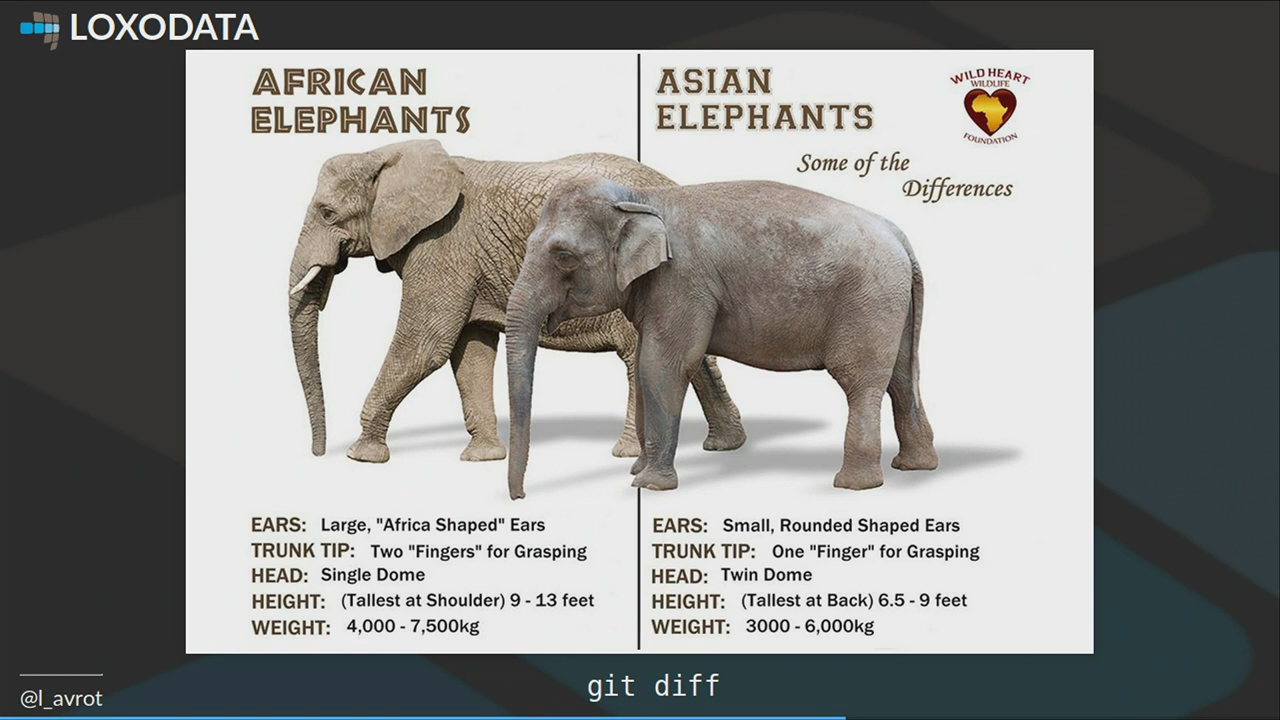 LOXODATA
AFRICAN
ELEPHANTS
ASIAN
ELEPHANTS
WILD HEART
WILDLIFE
FOUNDATION
Some of the
Differences
EARS: Large, "Africa Shaped" Ears
TRUNK TIP: Two "Fingers" for Grasping
HEAD: Single Dome
HEIGHT: (Tallest at Shoulder) 9 - 13 feet
WEIGHT: 4,000 - 7,500kg
EARS: Small, Rounded Shaped Ears
TRUNK TIP: One "Finger" for Grasping
HEAD: Twin Dome
HEIGHT: (Tallest at Back) 6.5 - 9 feet
WEIGHT: 3000 - 6,000kg
git diff
@l_avrot